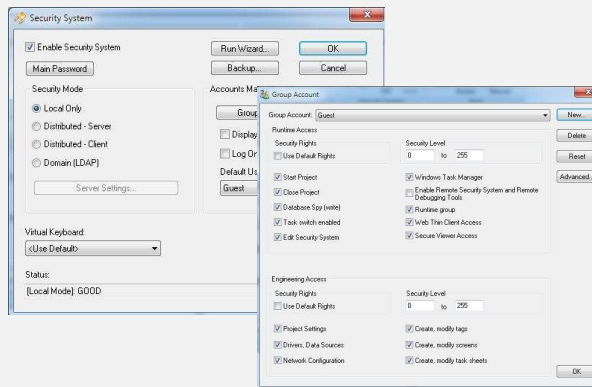 Security System
Enable Security System
Run Wizard...
OK
Main Password
Backup...
Cancel
Security Mode
Local Only
Distributed - Server
Distributed - Client
Domain (LDAP)
Server Settings...
Accounts Ma
Group
Display
Log On
Default Us
Guest
Virtual Keyboard:
<Use Default>
Status:
[Local Mode]: GOOD
Group Account
Group Account: Guest
New...
Delete
Reset
Advanced..
Runtime Access
Security Rights
Use Default Rights
Security Level
0 to 255
Start Project
Close Project
Database Spy (write)
Task switch enabled
Edit Security System
Windows Task Manager
Enable Remote Security System and Remote
Debugging Tools
Runtime group
Web Thin Client Access
Secure Viewer Access
Engineering Access
Security Rights
Use Default Rights
Security Level
0 to 255
Project Settings
Drivers, Data Sources
Network Configuration
Create, modify tags
Create, modify screens
Create, modify task sheets
OK